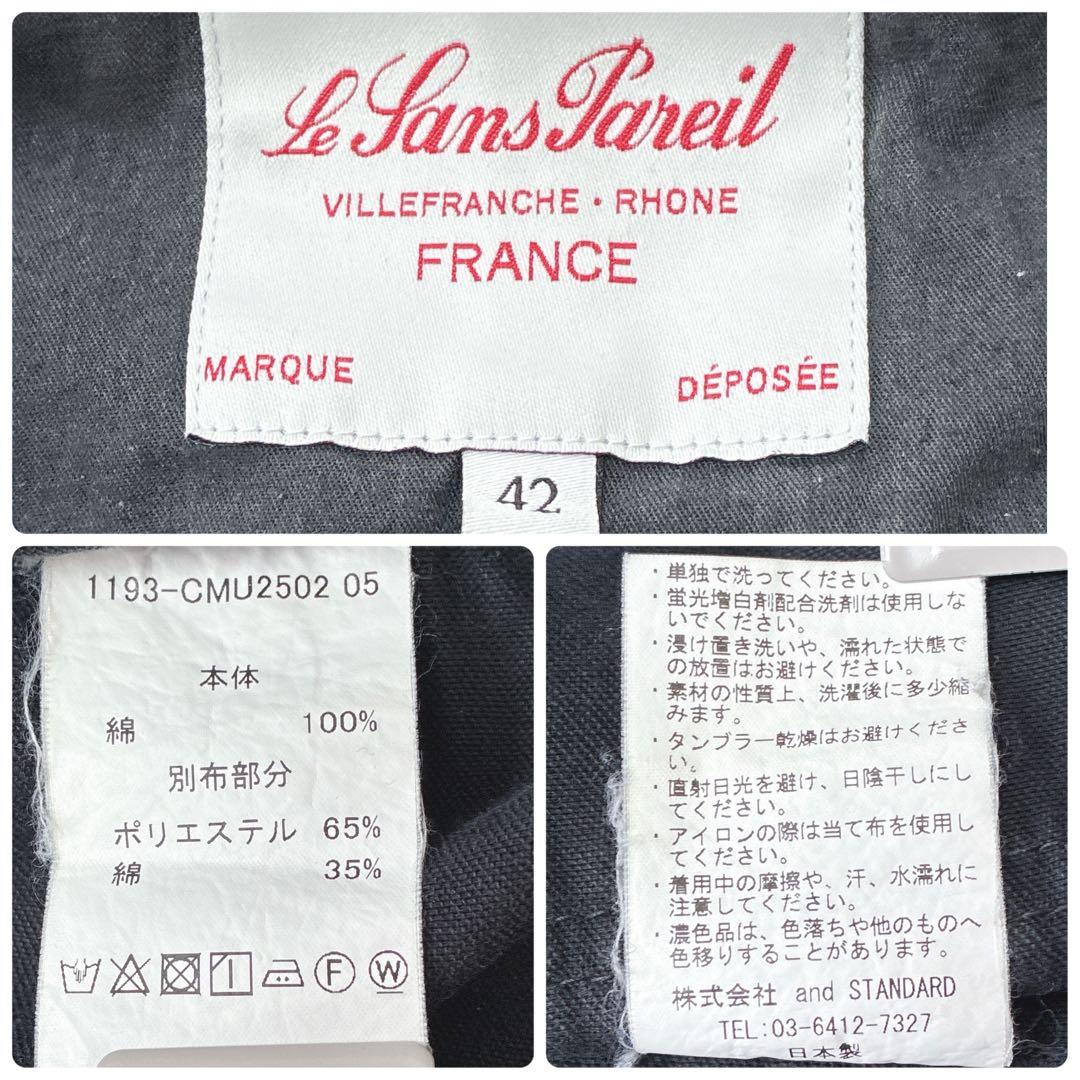 Le Sans Pareil
VILLEFRANCHE・RHONE
FRANCE
MARQUE DÉPOSÉE
42
1193-CMU2502 05
本体
綿 100%
別布部分
ポリエステル 65%
綿 35%
F W
・単独で洗ってください。
・蛍光増白剤配合洗剤は使用しな
いでください。
・浸け置き洗いや、濡れた状態で
の放置はお避けください。
・素材の性質上、洗濯後に多少縮
みます。
・タンブラー乾燥はお避けくださ
い。
・直射日光を避け、日陰干しにし
てください。
・アイロンの際は当て布を使用し
てください。
・着用中の摩擦や、汗、水濡れに
注意してください。
・濃色品は、色落ちや他のものへ
色移りすることがあります。
株式会社 and STANDARD
TEL:03-6412-7327
日本製